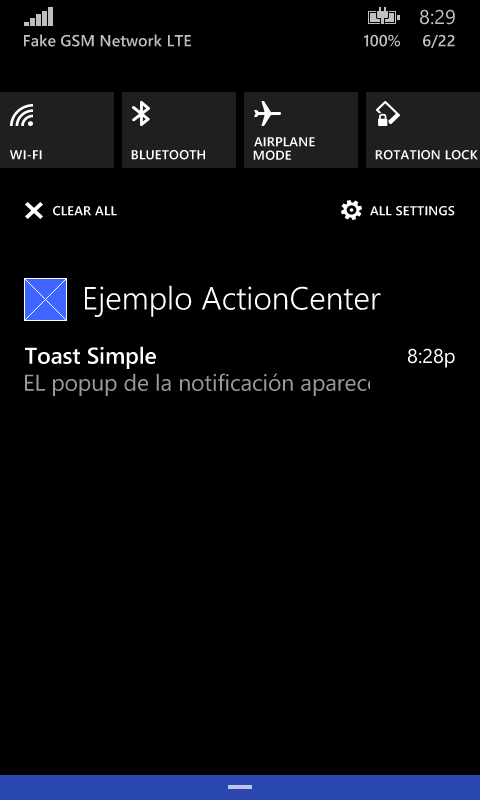 8:29
Fake GSM Network LTE 100% 6/22
WI-FI BLUETOOTH AIRPLANE MODE ROTATION LOCK
CLEAR ALL ALL SETTINGS
Ejemplo ActionCenter
Toast Simple 8:28p
EL popup de la notificación aparec